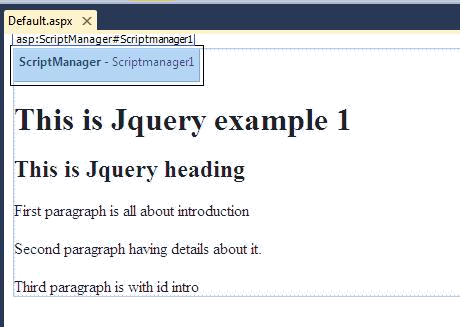 Default.aspx
asp:ScriptManager#Scriptmanager1
ScriptManager - Scriptmanager1
This is Jquery example 1
This is Jquery heading
First paragraph is all about introduction
Second paragraph having details about it.
Third paragraph is with id intro